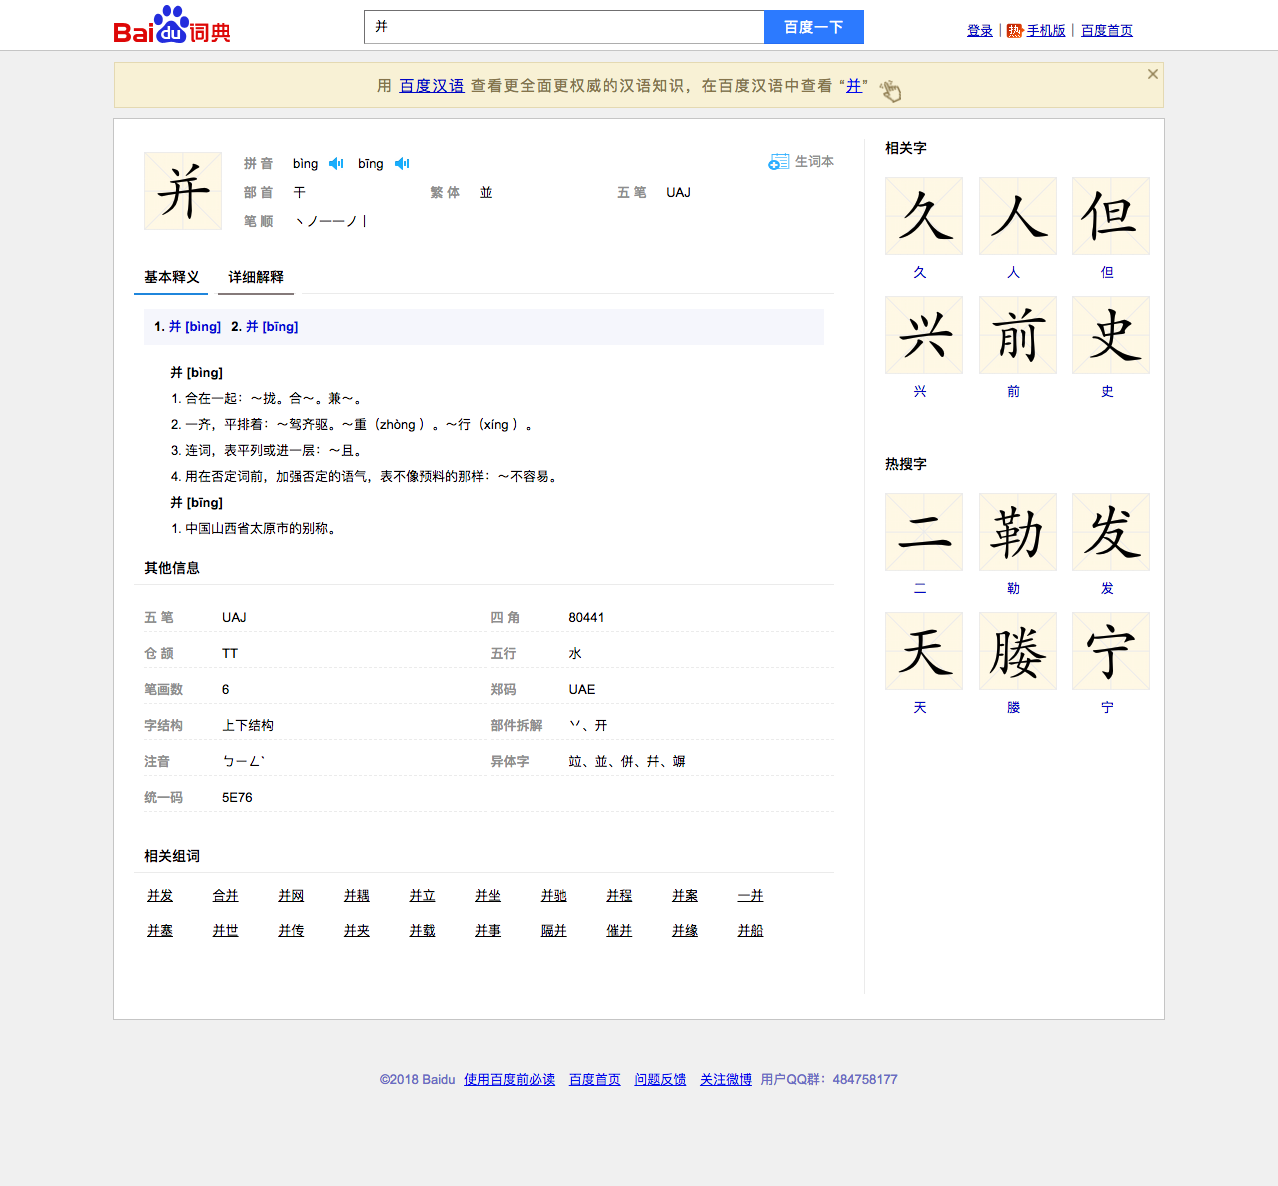 Baidu词典
并
百度一下
登录 | 热 手机版 | 百度首页
用 百度汉语 查看更全面更权威的汉语知识，在百度汉语中查看 “并”
并
拼 音 bìng bīng
生词本
部 首 干 繁 体 並 五 笔 UAJ
笔 顺 丶ノ一一ノ丨
基本释义 详细解释
1. 并 [bìng] 2. 并 [bīng]
并 [bìng]
1. 合在一起：～拢。合～。兼～。
2. 一齐，平排着：～驾齐驱。～重（zhòng ）。～行（xíng ）。
3. 连词，表平列或进一层：～且。
4. 用在否定词前，加强否定的语气，表不像预料的那样：～不容易。
并 [bīng]
1. 中国山西省太原市的别称。
其他信息
五 笔 UAJ 四 角 80441
仓 颉 TT 五行 水
笔画数 6 郑码 UAE
字结构 上下结构 部件拆解 丷、开
注音 ㄅㄧㄥˋ 异体字 竝、並、併、幷、竮
统一码 5E76
相关组词
并发 合并 并网 并耦 并立 并坐 并驰 并程 并案 一并
并塞 并世 并传 并夹 并载 并事 隔并 催并 并缘 并船
相关字
久 人 但
久 人 但
兴 前 史
兴 前 史
热搜字
二 勒 发
二 勒 发
天 媵 宁
天 媵 宁
©2018 Baidu 使用百度前必读 百度首页 问题反馈 关注微博 用户QQ群：484758177